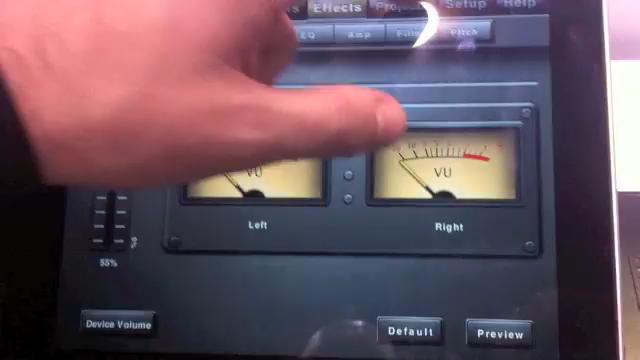 Effects Setup Help
EQ Amp Pitch
VU VU
Left Right
55%
Device Volume Default Preview